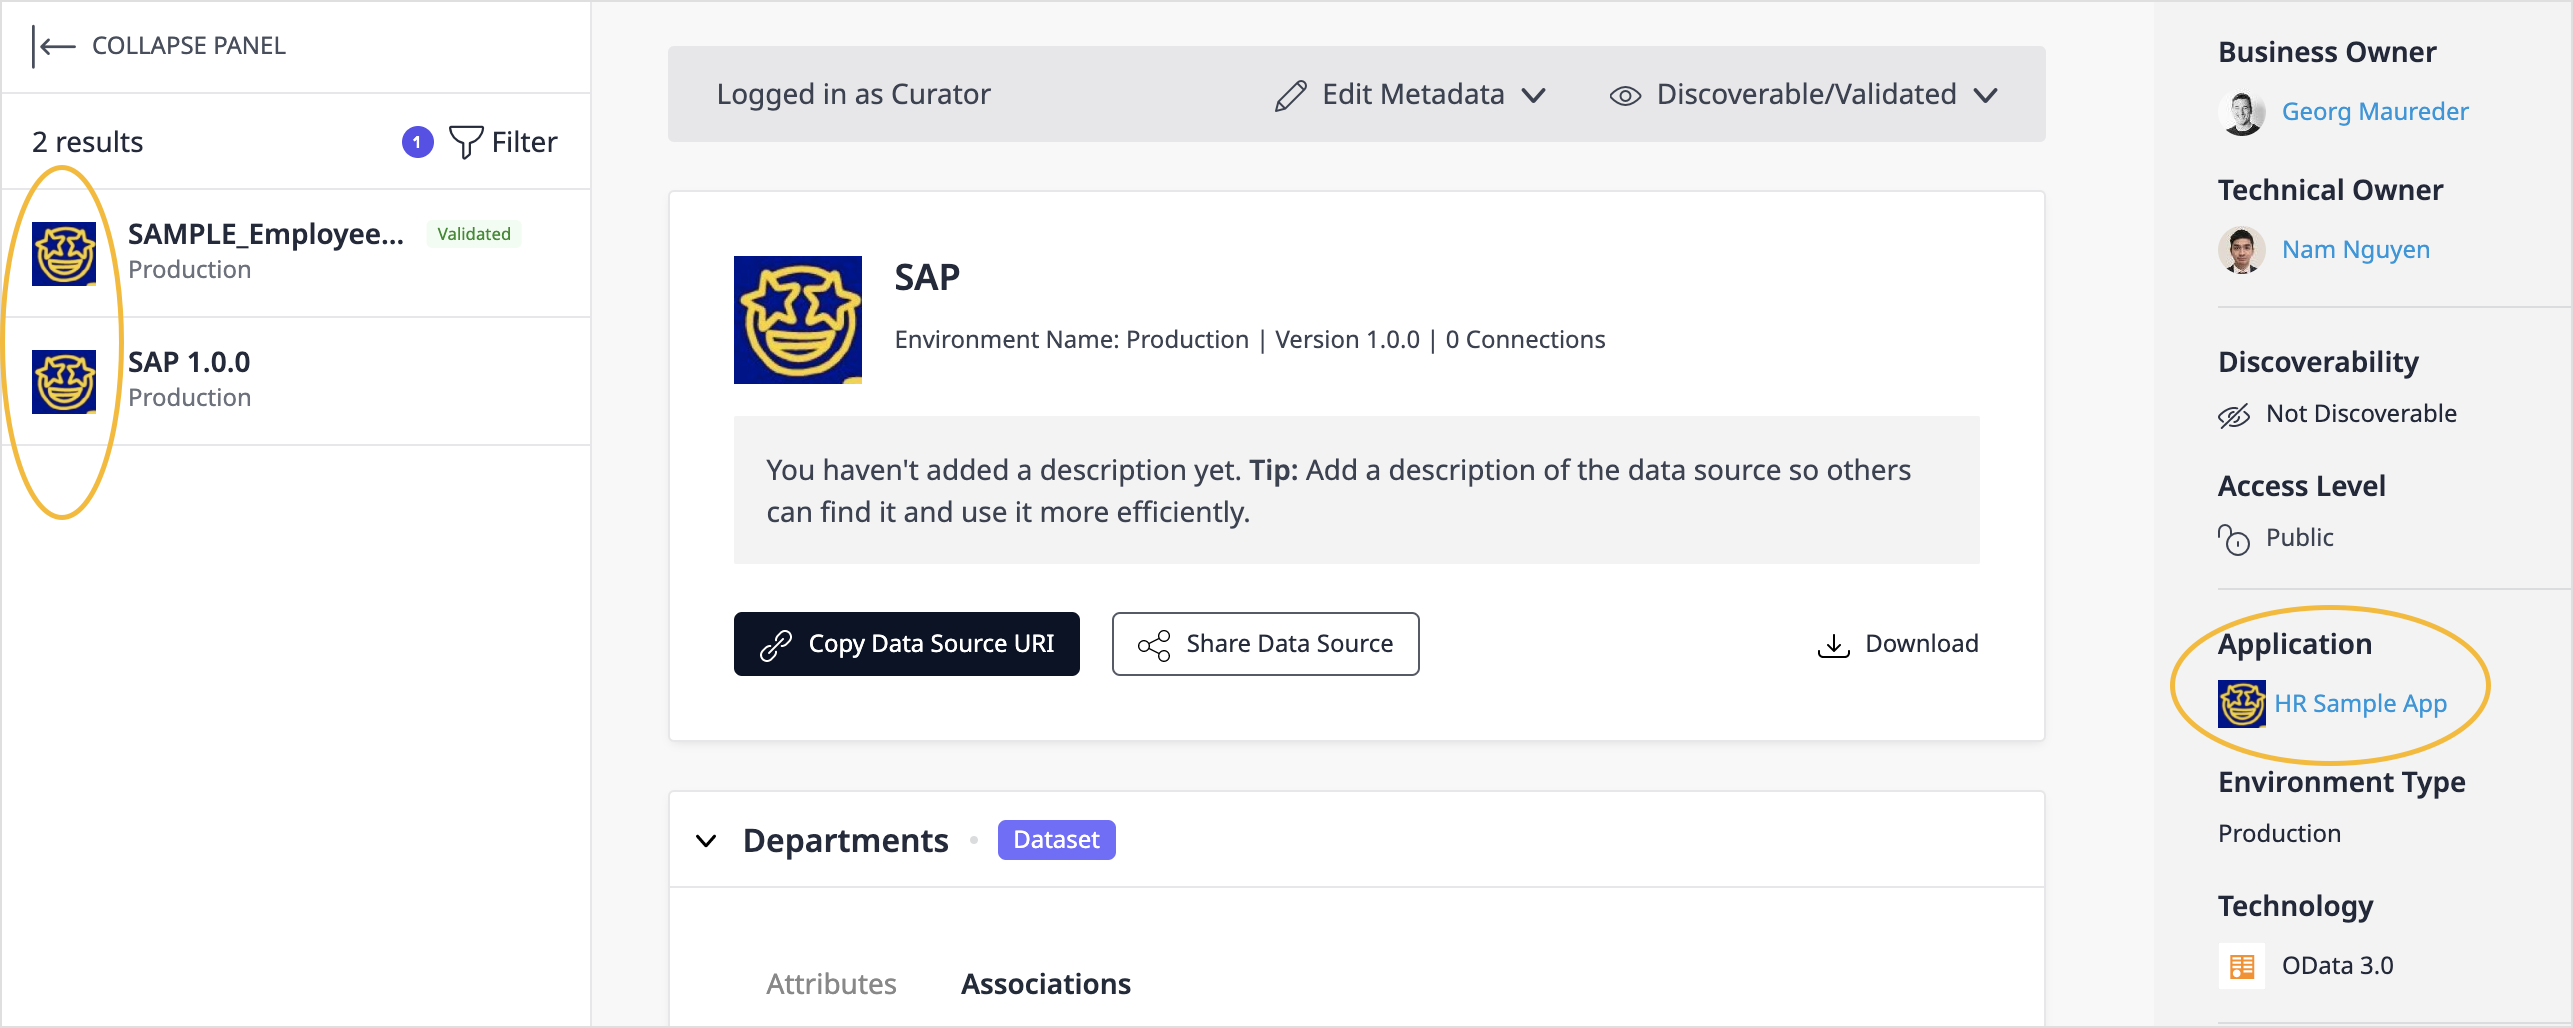 COLLAPSE PANEL
2 results
1
Filter
SAMPLE_Employee...
Validated
Production
SAP 1.0.0
Production
Logged in as Curator
Edit Metadata
Discoverable/Validated
SAP
Environment Name: Production | Version 1.0.0 | 0 Connections
You haven't added a description yet. Tip: Add a description of the data source so others
can find it and use it more efficiently.
Copy Data Source URI
Share Data Source
Download
Departments
Dataset
Attributes
Associations
Business Owner
Georg Maureder
Technical Owner
Nam Nguyen
Discoverability
Not Discoverable
Access Level
Public
Application
HR Sample App
Environment Type
Production
Technology
OData 3.0